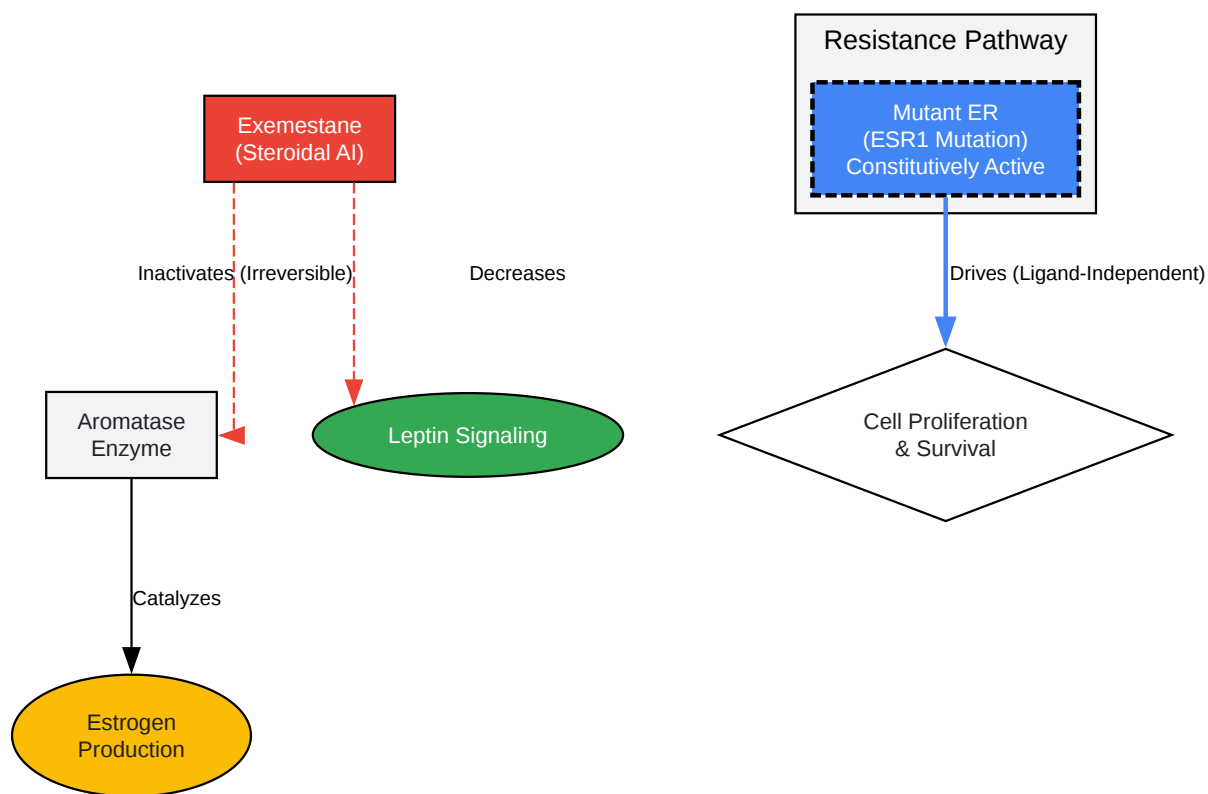 Resistance Pathway
Mutant ER
(ESR1 Mutation)
Constitutively Active
Exemestane
(Steroidal AI)
Inactivates (Irreversible)
Decreases
Drives (Ligand-Independent)
Aromatase
Enzyme
Leptin Signaling
Cell Proliferation
& Survival
Catalyzes
Estrogen
Production